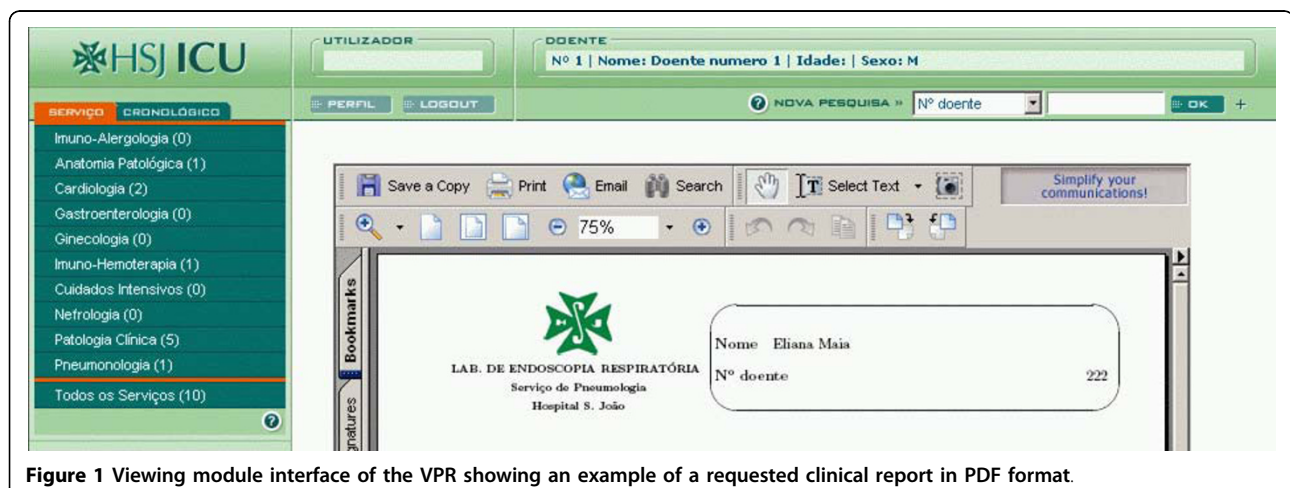 HSJ ICU
UTILIZADOR
DOENTE
Nº 1 | Nome: Doente numero 1 | Idade: | Sexo: M
SERVIÇO CRONOLÓGICO
PERFIL LOGOUT NOVA PESQUISA » Nº doente OK +
Imuno-Alergologia (0)
Anatomia Patológica (1)
Cardiologia (2)
Gastroenterologia (0)
Ginecologia (0)
Imuno-Hemoterapia (1)
Cuidados Intensivos (0)
Nefrologia (0)
Patologia Clínica (5)
Pneumonologia (1)
Todos os Serviços (10)
Save a Copy Print Email Search Select Text
Simplify your
communications!
75%
Bookmarks
gnatures
LAB. DE ENDOSCOPIA RESPIRATÓRIA
Serviço de Pneumologia
Hospital S. João
Nome Eliana Maia
Nº doente 222
Figure 1 Viewing module interface of the VPR showing an example of a requested clinical report in PDF format.